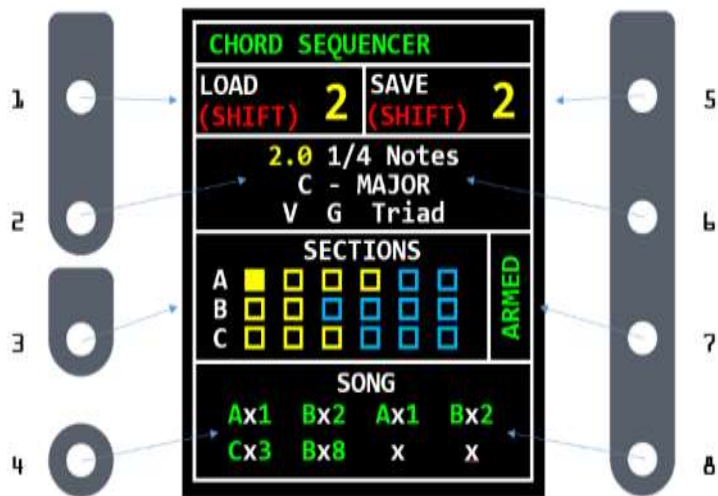 CHORD SEQUENCER
LOAD 2 SAVE 2
(SHIFT) (SHIFT)
2.0 1/4 Notes
C - MAJOR
V G Triad
SECTIONS
A
B
C
ARMED
SONG
Ax1 Bx2 Ax1 Bx2
Cx3 Bx8 x x
1
2
3
4
5
6
7
8